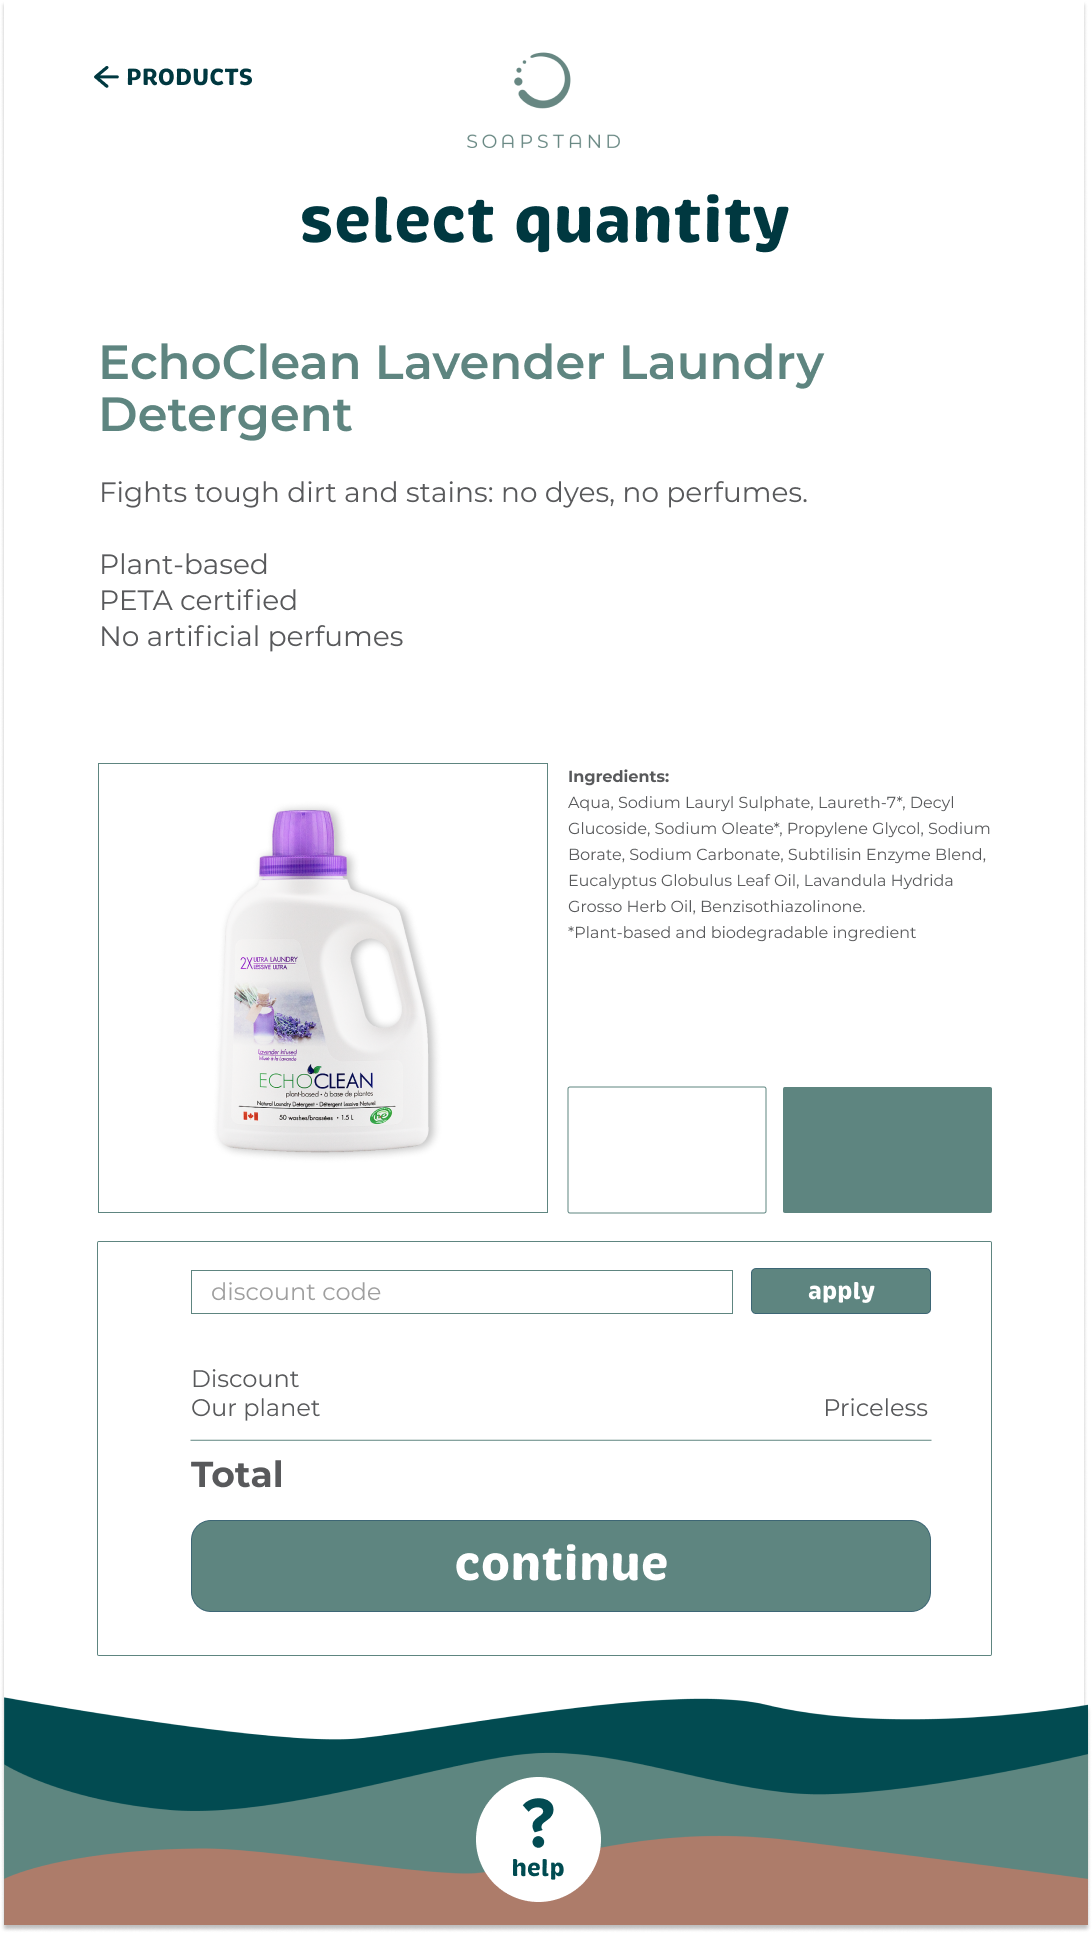 ← PRODUCTS
SOAPSTAND
select quantity
EchoClean Lavender Laundry
Detergent
Fights tough dirt and stains: no dyes, no perfumes.
Plant-based
PETA certified
No artificial perfumes
2X ULTRA LAUNDRY
LESSIVE ULTRA
Lavender Infused
Infusé à la Lavande
ECHOCLEAN
plant-based • à base de plantes
Natural Laundry Detergent • Détergent Lessive Naturel
50 washes/brassées • 1.5 L
he
Ingredients:
Aqua, Sodium Lauryl Sulphate, Laureth-7*, Decyl
Glucoside, Sodium Oleate*, Propylene Glycol, Sodium
Borate, Sodium Carbonate, Subtilisin Enzyme Blend,
Eucalyptus Globulus Leaf Oil, Lavandula Hydrida
Grosso Herb Oil, Benzisothiazolinone.
*Plant-based and biodegradable ingredient
discount code
apply
Discount
Our planet Priceless
Total
continue
?
help